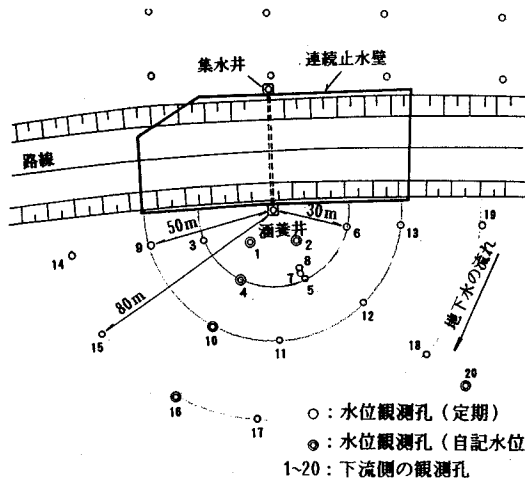 集水井
連続止水壁
路線
50m
涵養井
30m
80m
1
2
3
4
5
6
7
8
9
10
11
12
13
14
15
16
17
18
19
20
地下水の流れ
○：水位観測孔（定期）
◎：水位観測孔（自記水位
1~20：下流側の観測孔